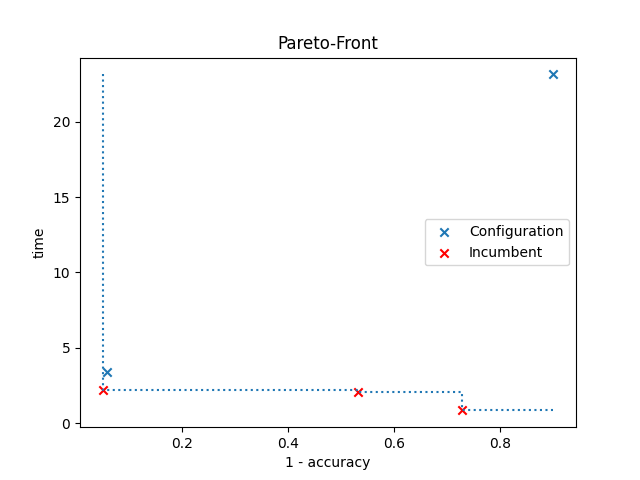 Pareto-Front
time
20
15
10
5
0
Configuration
Incumbent
0.2 0.4 0.6 0.8
1 - accuracy